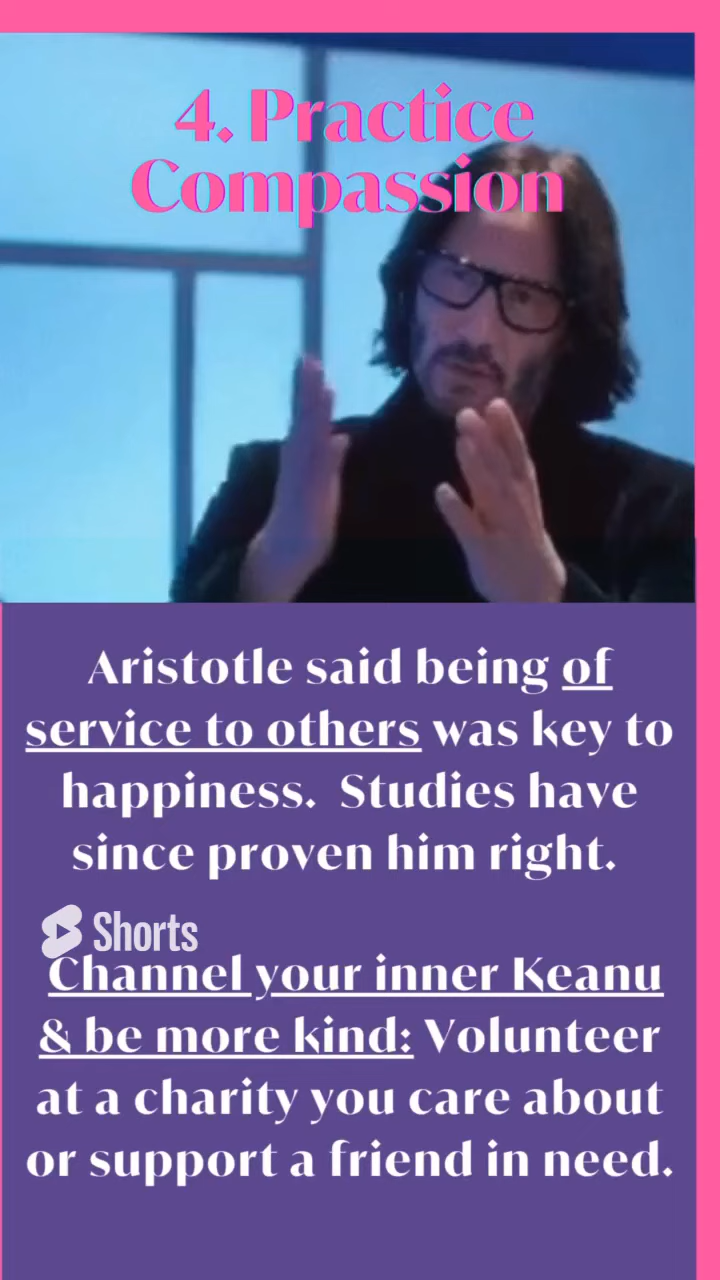 4. Practice
Compassion
Aristotle said being of
service to others was key to
happiness.  Studies have
since proven him right.
Shorts
Channel your inner Keanu
& be more kind: Volunteer
at a charity you care about
or support a friend in need.